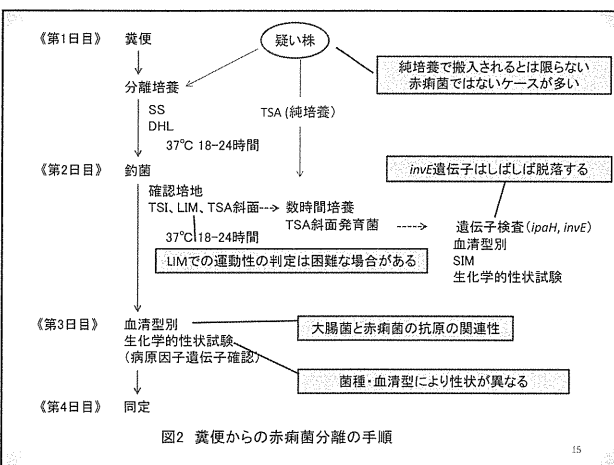 《第1日目》 糞便
疑い株
純培養で搬入されるとは限らない
赤痢菌ではないケースが多い
分離培養
SS
DHL
TSA (純培養)
37℃ 18-24時間
《第2日目》 釣菌
invE遺伝子はしばしば脱落する
確認培地
TSI、LIM、TSA斜面
数時間培養
TSA斜面発育菌
37℃ 18-24時間
遺伝子検査(ipaH, invE)
血清型別
SIM
生化学的性状試験
LIMでの運動性の判定は困難な場合がある
《第3日目》 血清型別
生化学的性状試験
(病原因子遺伝子確認)
大腸菌と赤痢菌の抗原の関連性
菌種・血清型により性状が異なる
《第4日目》 同定
図2 糞便からの赤痢菌分離の手順
15